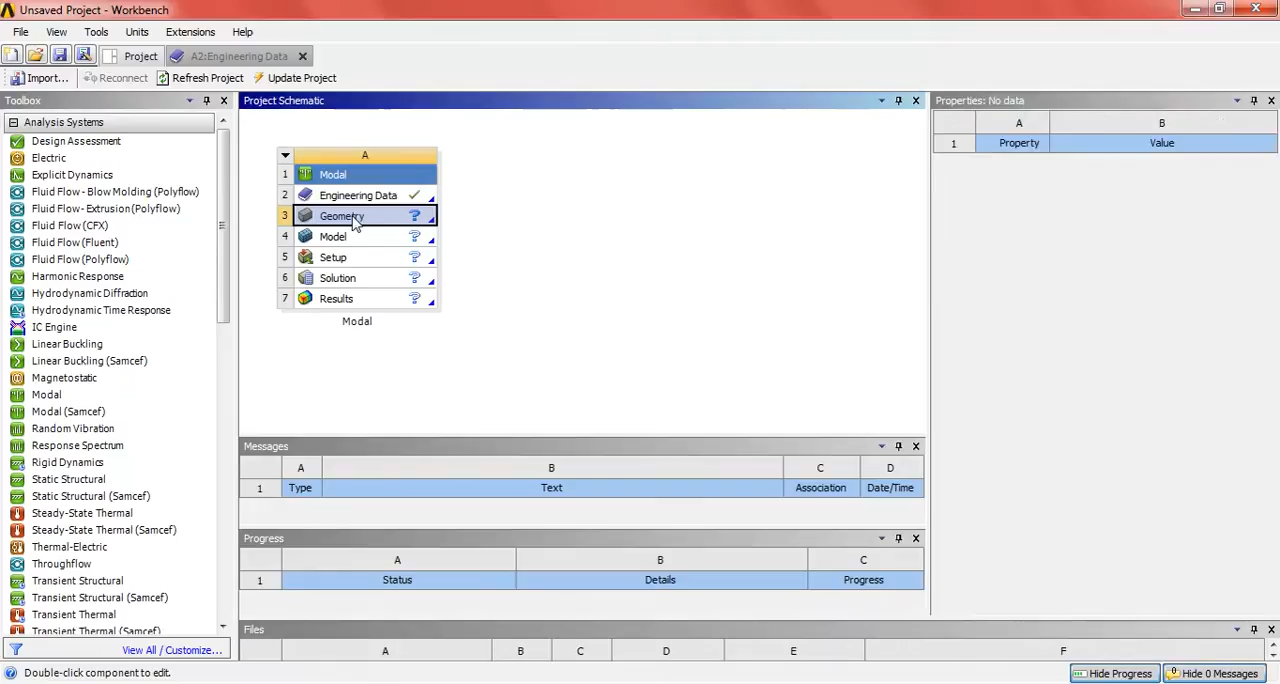 Unsaved Project - Workbench
File View Tools Units Extensions Help
Project A2:Engineering Data
Import... Reconnect Refresh Project Update Project
Toolbox
Analysis Systems
Design Assessment
Electric
Explicit Dynamics
Fluid Flow - Blow Molding (Polyflow)
Fluid Flow- Extrusion (Polyflow)
Fluid Flow (CFX)
Fluid Flow (Fluent)
Fluid Flow (Polyflow)
Harmonic Response
Hydrodynamic Diffraction
Hydrodynamic Time Response
IC Engine
Linear Buckling
Linear Buckling (Samcef)
Magnetostatic
Modal
Modal (Samcef)
Random Vibration
Response Spectrum
Rigid Dynamics
Static Structural
Static Structural (Samcef)
Steady-State Thermal
Steady-State Thermal (Samcef)
Thermal-Electric
Throughflow
Transient Structural
Transient Structural (Samcef)
Transient Thermal
Transient Thermal (Samcef)
View All / Customize...
Project Schematic
A
1 Modal
2 Engineering Data
3 Geometry ?
4 Model ?
5 Setup ?
6 Solution ?
7 Results ?
Modal
Messages
A B C D
1 Type Text Association Date/Time
Progress
A B C
1 Status Details Progress
Files
A B C D E F
Properties: No data
A B
1 Property Value
Double-click component to edit.
Hide Progress Hide 0 Messages